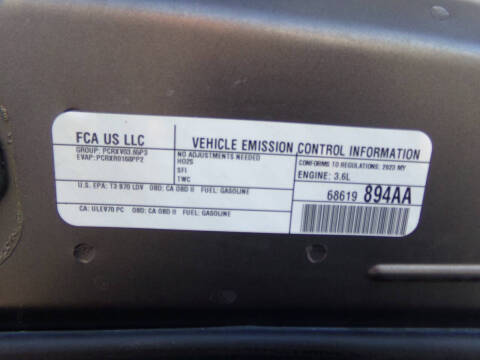 FCA US LLC
VEHICLE EMISSION CONTROL INFORMATION
GROUP: PCRXV03.65P3
EVAP: PCRXR0160PP2
NO ADJUSTMENTS NEEDED
HO2S
SFI
TWC
CONFORMS TO REGULATIONS: 2023 MY
ENGINE: 3.6L
U.S. EPA: T3 B70 LDV OBD: CA OBD II FUEL: GASOLINE
68619 894AA
CA: ULEV70 PC OBD: CA OBD II FUEL: GASOLINE